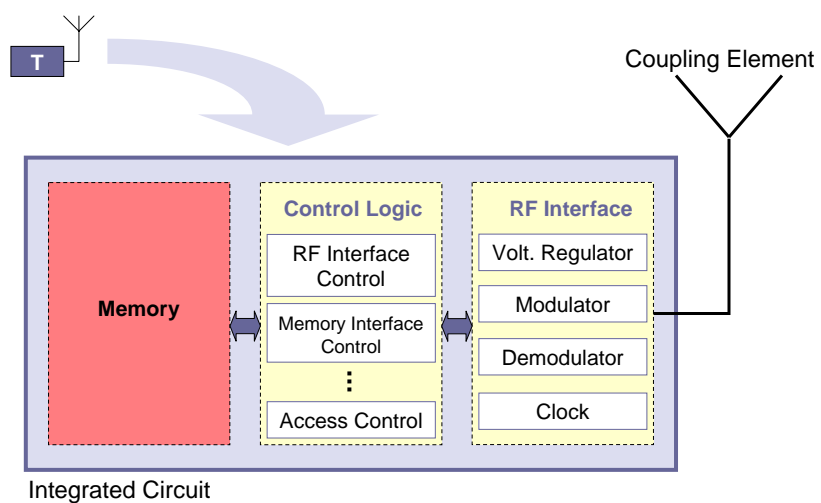 T
Coupling Element
Control Logic
RF Interface
RF Interface
Control
Volt. Regulator
Memory
Modulator
Memory Interface
Control
Demodulator
⋮
Access Control
Clock
Integrated Circuit